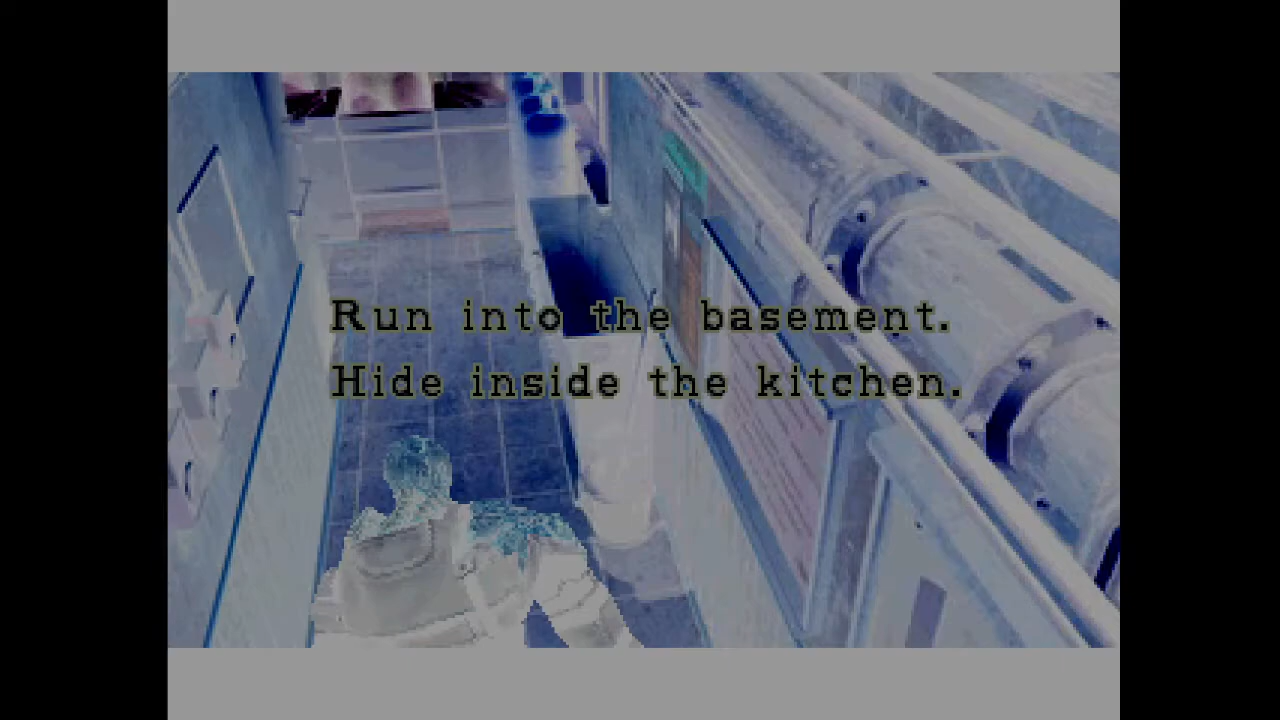 Run into the basement.
Hide inside the kitchen.